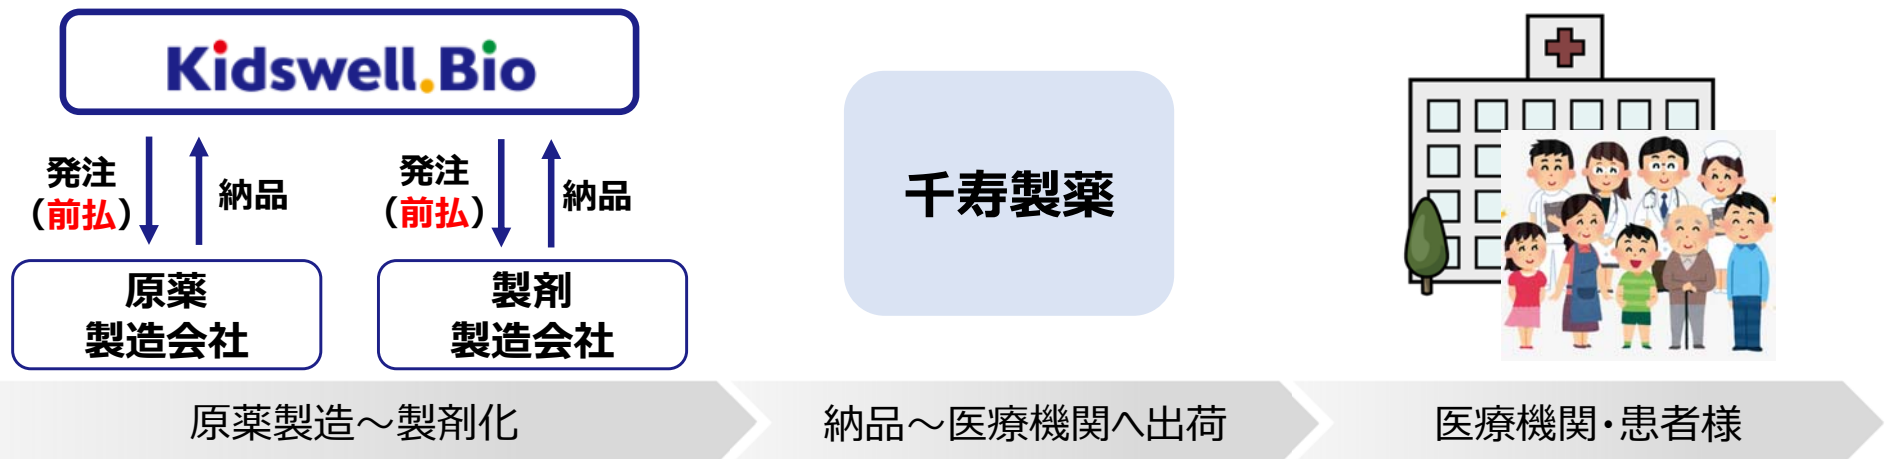 Kidswell.Bio
発注
(前払)
納品
発注
(前払)
納品
原薬
製造会社
製剤
製造会社
千寿製薬
原薬製造～製剤化
納品～医療機関へ出荷
医療機関・患者様